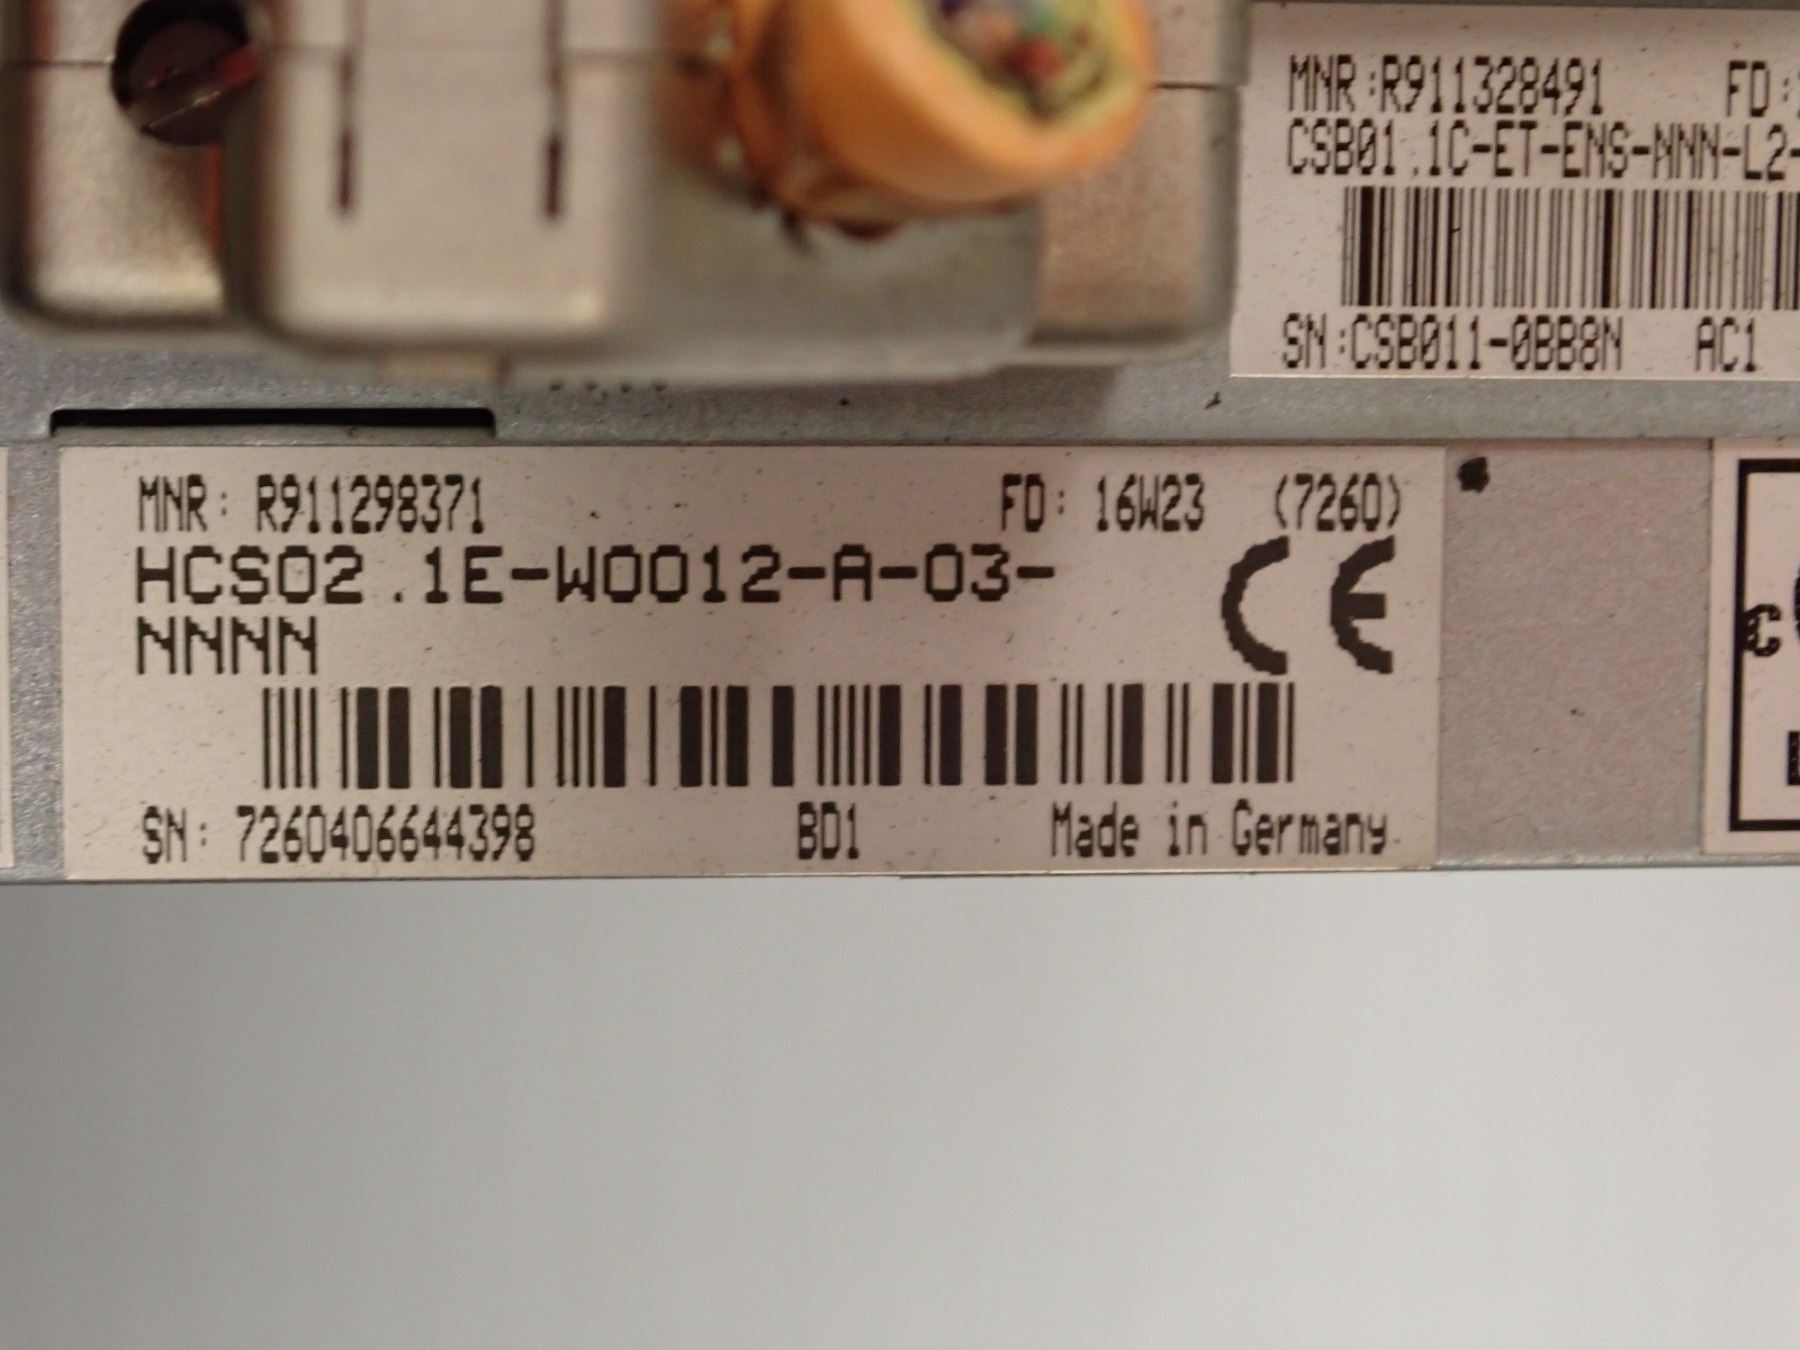 MNR:R911328491 FD:
CSB01.1C-ET-ENS-NNN-L2-
SN:CSB011-0BB8N AC1
MNR: R911298371 FD: 16W23 (7260)
HCS02.1E-W0012-A-03-
NNNN
CE
SN: 7260406644398 BD1 Made in Germany
C